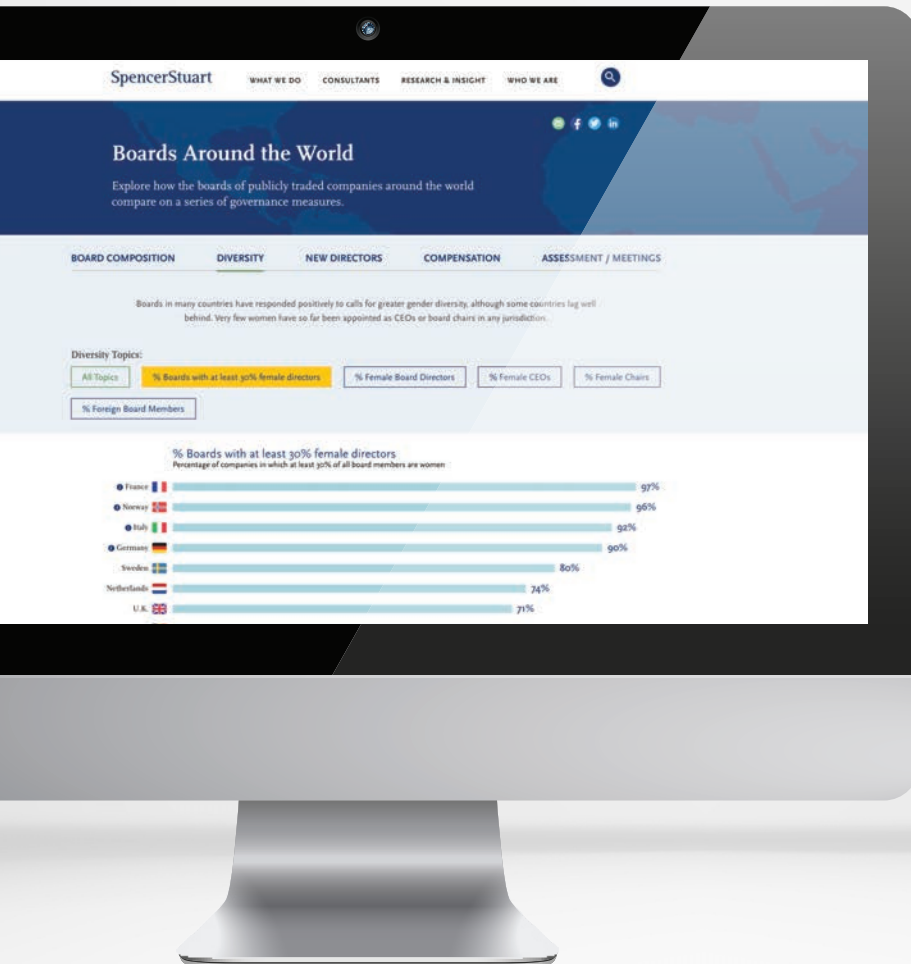 SpencerStuart WHAT WE DO CONSULTANTS RESEARCH & INSIGHT WHO WE ARE
Boards Around the World
Explore how the boards of publicly traded companies around the world
compare on a series of governance measures.
BOARD COMPOSITION DIVERSITY NEW DIRECTORS COMPENSATION ASSESSMENT / MEETINGS
Boards in many countries have responded positively to calls for greater gender diversity, although some countries lag well
behind. Very few women have so far been appointed as CEOs or board chairs in any jurisdiction.
Diversity Topics:
All Topics % Boards with at least 30% female directors % Female Board Directors % Female CEOs % Female Chairs
% Foreign Board Members
% Boards with at least 30% female directors
Percentage of companies in which at least 30% of all board members are women
France 97%
Norway 96%
Italy 92%
Germany 90%
Sweden 80%
Netherlands 74%
U.K. 71%